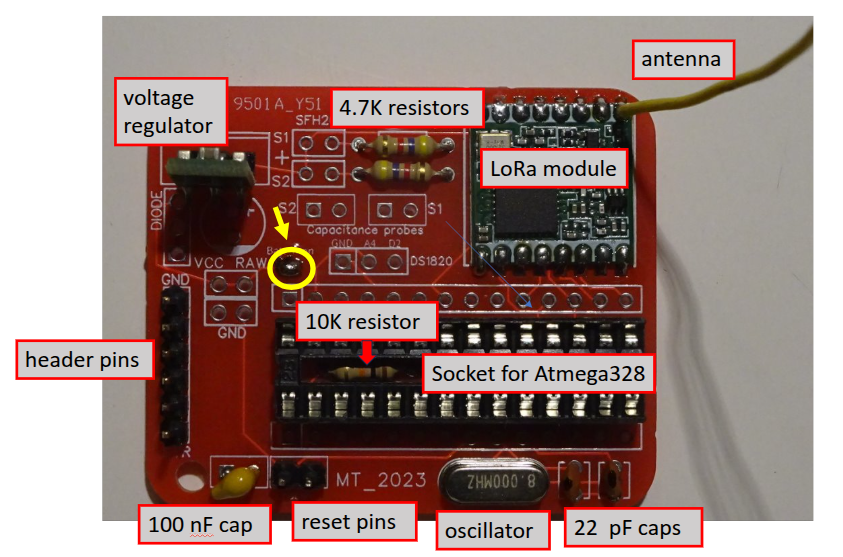 antenna
voltage
regulator
9501A_Y51
4.7K resistors
SFH2
S1
+
S2
LoRa module
DIODE
S2
S1
Capacitance probes
GND A4 D2
DS1820
VCC RAW
GND
GND
10K resistor
header pins
Socket for Atmega328
R
MT_2023
8.000MHZ
100 nF cap
reset pins
oscillator
22 pF caps